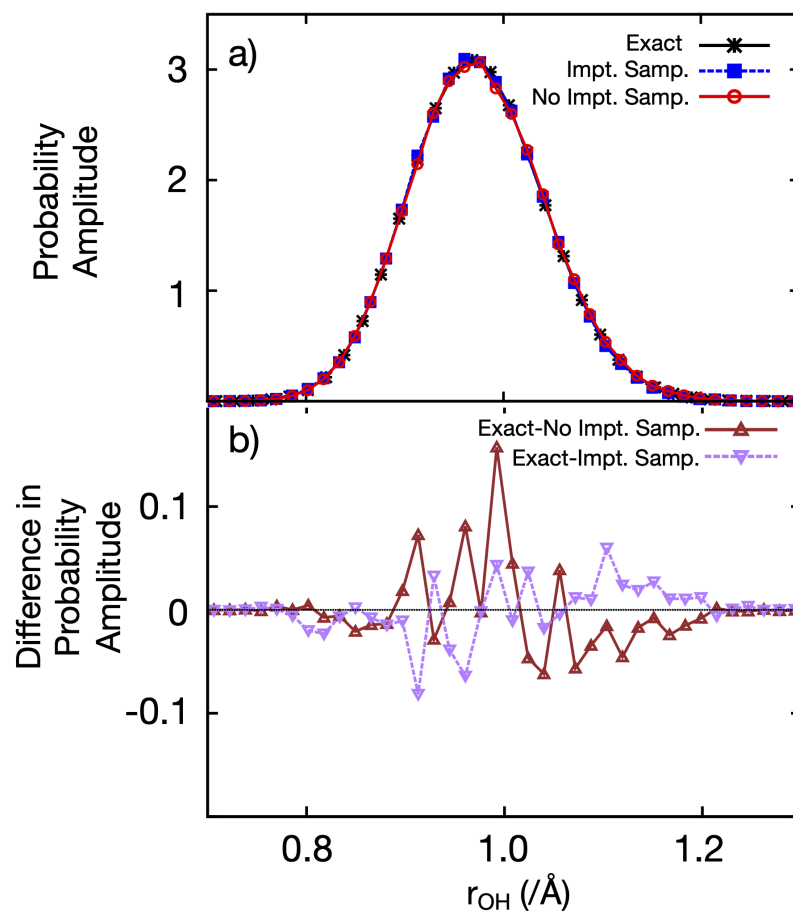 a)
Exact
Impt. Samp.
No Impt. Samp.
3
2
1
Probability
Amplitude
b)
Exact-No Impt. Samp.
Exact-Impt. Samp.
0.1
0
-0.1
Difference in
Probability
Amplitude
0.8
1.0
1.2
rOH (/Å)